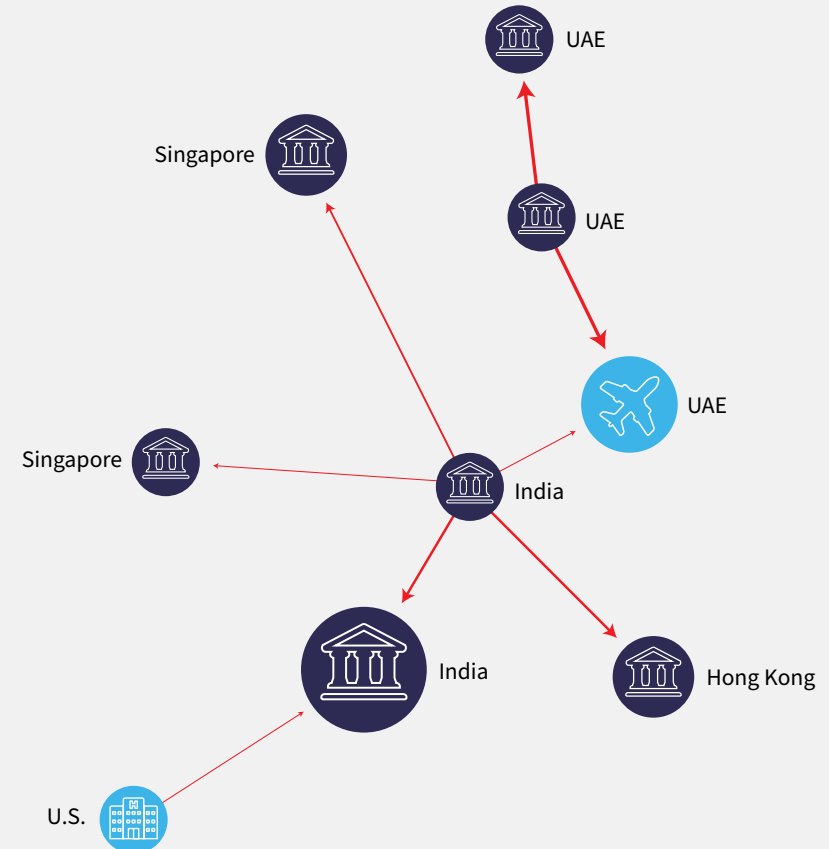 UAE
Singapore
UAE
UAE
Singapore
India
India
Hong Kong
U.S.
H